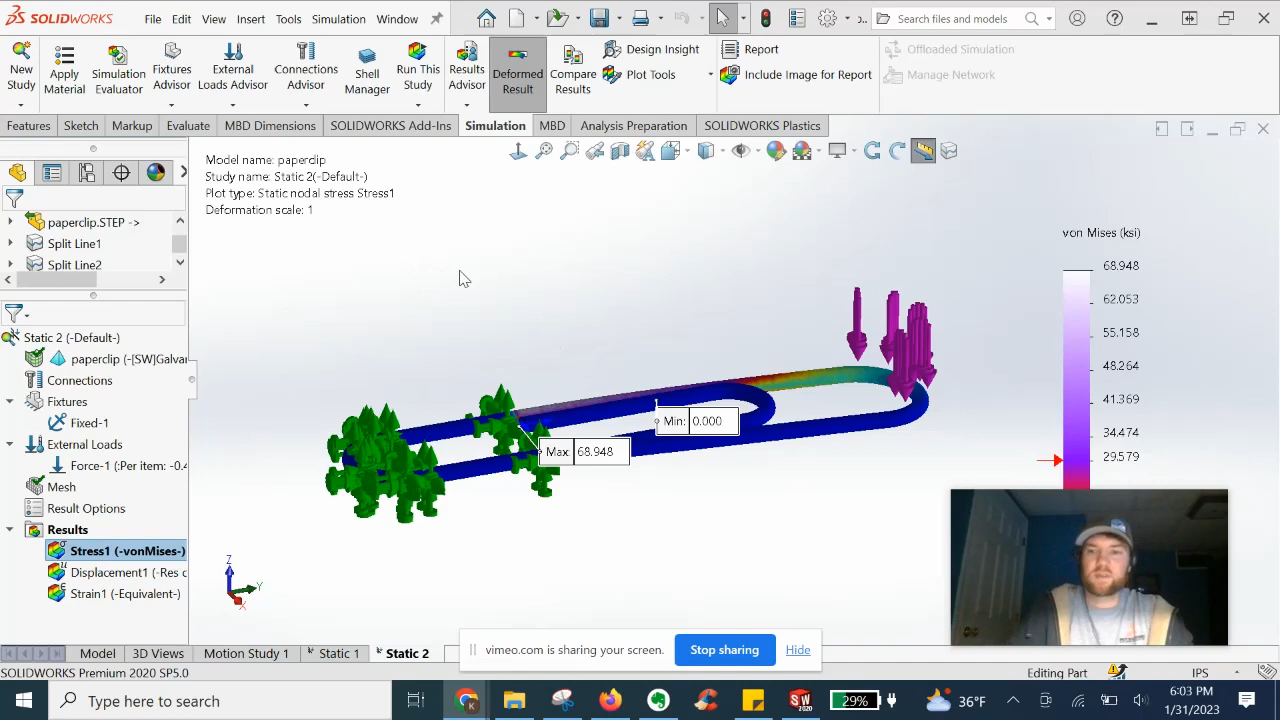 SOLIDWORKS File Edit View Insert Tools Simulation Window ... Search files and models
New Study
Apply Material
Simulation Evaluator
Fixtures Advisor
External Loads Advisor
Connections Advisor
Shell Manager
Run This Study
Results Advisor
Deformed Result
Compare Results
Design Insight
Plot Tools
Report
Include Image for Report
Offloaded Simulation
Manage Network
Features Sketch Markup Evaluate MBD Dimensions SOLIDWORKS Add-Ins Simulation MBD Analysis Preparation SOLIDWORKS Plastics
Model name: paperclip
Study name: Static 2(-Default-)
Plot type: Static nodal stress Stress1
Deformation scale: 1
paperclip.STEP ->
Split Line1
Split Line2
Static 2 (-Default-)
paperclip (-[SW]Galvar
Connections
Fixtures
Fixed-1
External Loads
Force-1 (:Per item: -0.4
Mesh
Result Options
Results
Stress1 (-vonMises-)
Displacement1 (-Res c
Strain1 (-Equivalent-)
von Mises (ksi)
68.948
62.053
55.158
48.264
41.369
34.474
29.579
Min: 0.000
Max: 68.948
Z
Y
X
vimeo.com is sharing your screen. Stop sharing Hide
Model 3D Views Motion Study 1 Static 1 Static 2
SOLIDWORKS Premium 2020 SP5.0 Editing Part IPS
Type here to search
SW
2020
29%
36°F
6:03 PM
1/31/2023